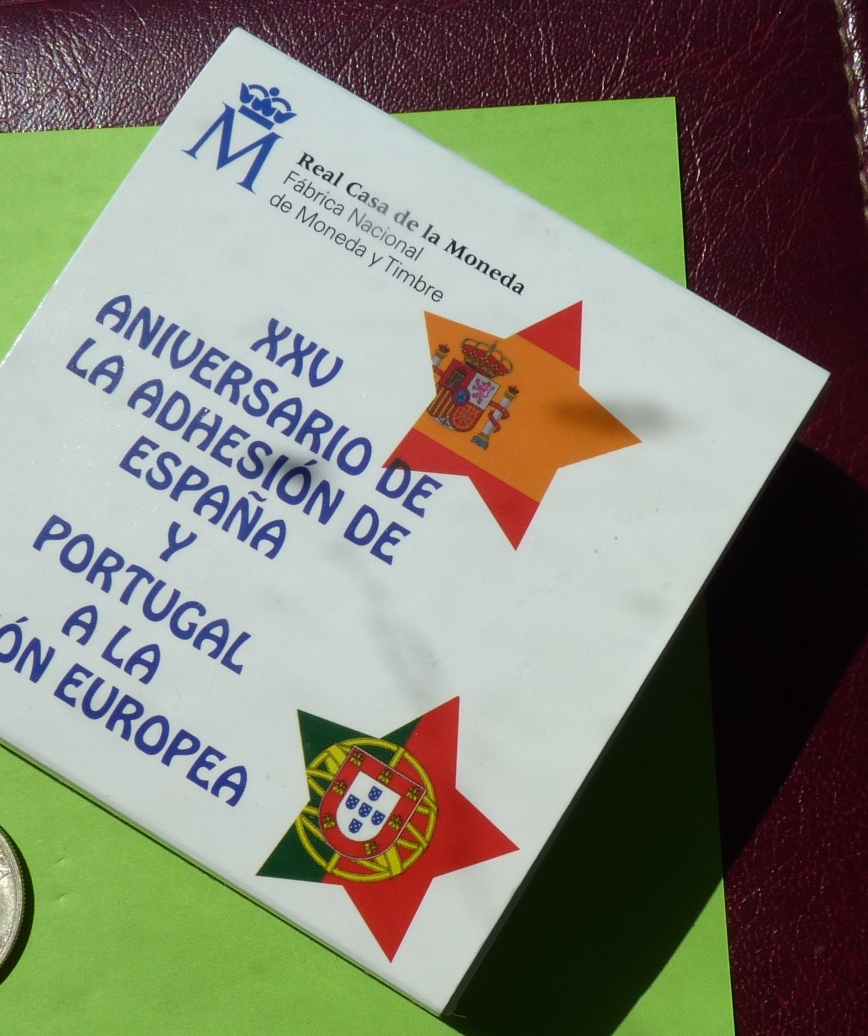 M
Real Casa de la Moneda
Fábrica Nacional
de Moneda y Timbre
XXV
ANIVERSARIO DE
LA ADHESIÓN DE
ESPAÑA
Y
PORTUGAL
A LA
ÓN EUROPEA